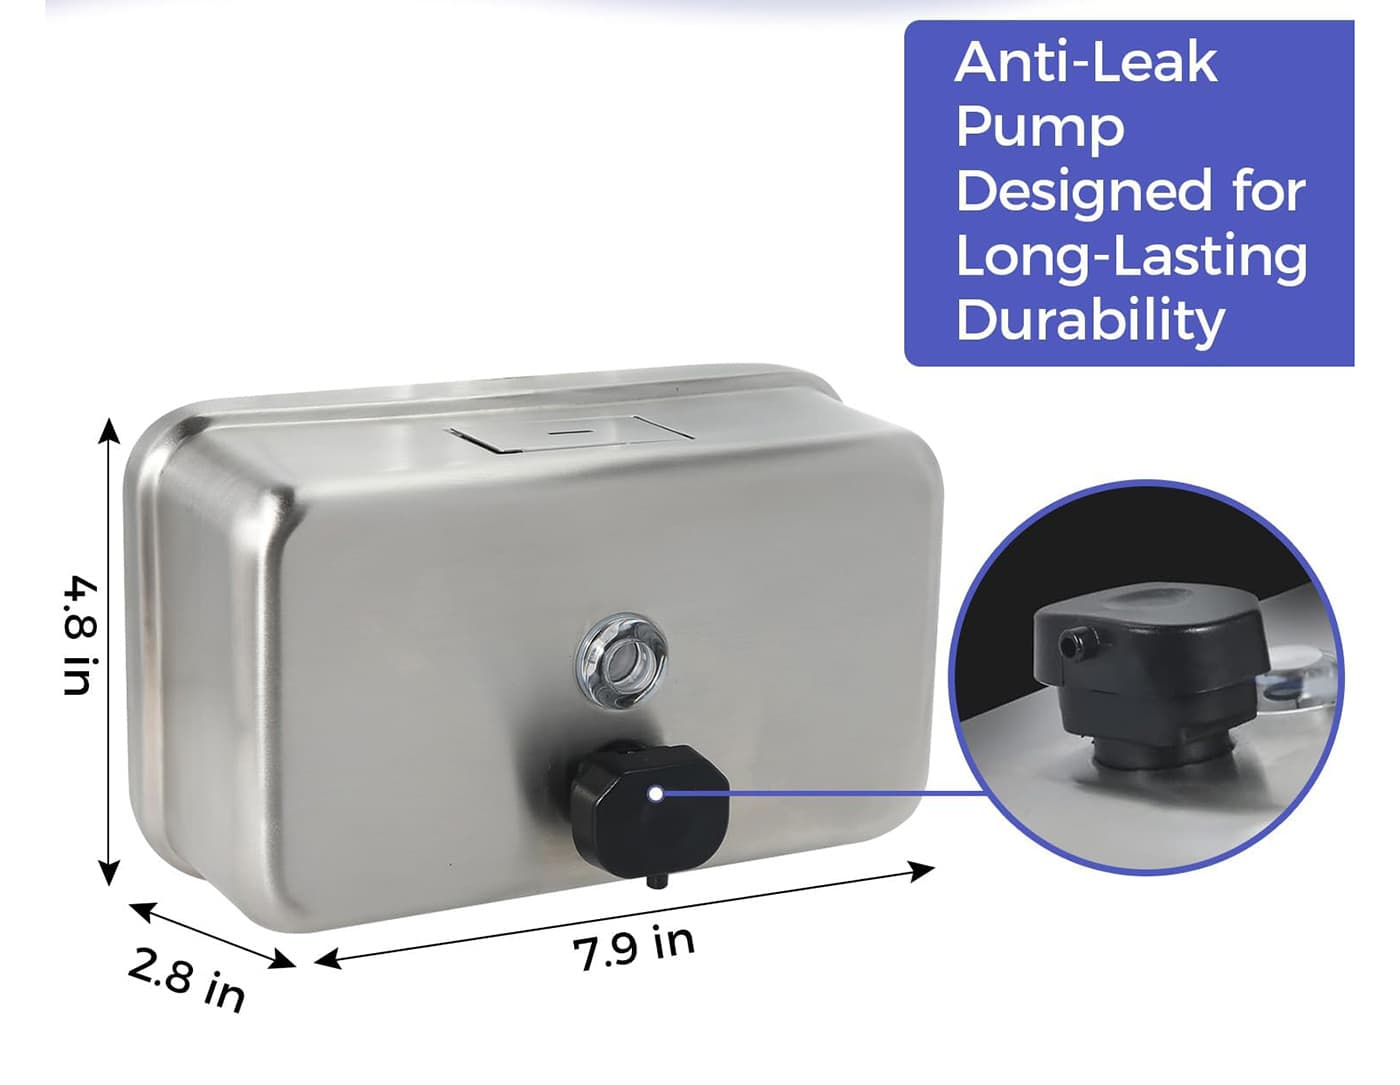 Anti-Leak
Pump
Designed for
Long-Lasting
Durability
4.8 in
2.8 in
7.9 in